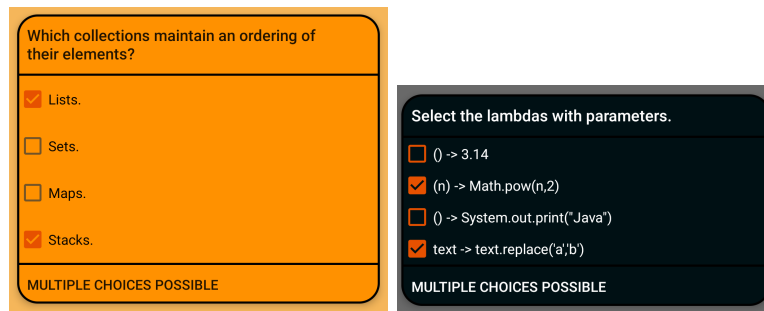 Which collections maintain an ordering of
their elements?
Lists.
Sets.
Maps.
Stacks.
MULTIPLE CHOICES POSSIBLE
Select the lambdas with parameters.
() -> 3.14
(n) -> Math.pow(n,2)
() -> System.out.print("Java")
text -> text.replace('a','b')
MULTIPLE CHOICES POSSIBLE